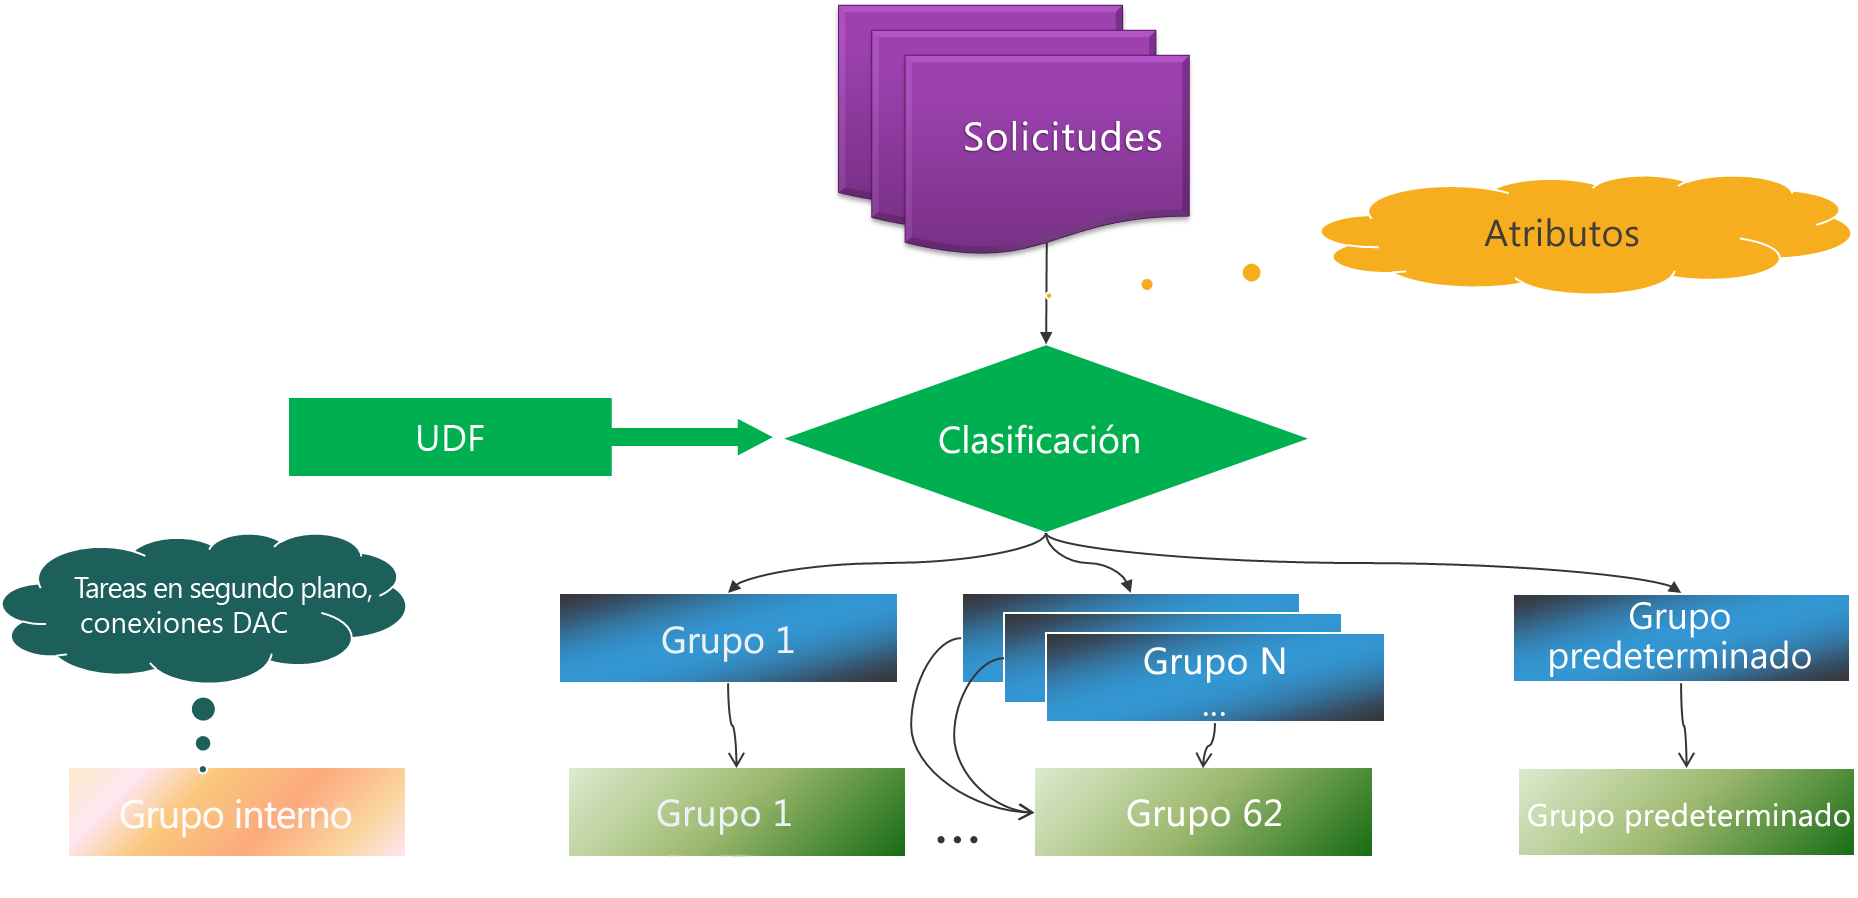 Solicitudes
Atributos
UDF
Clasificación
Tareas en segundo plano,
conexiones DAC
Grupo 1
Grupo N
...
Grupo
predeterminado
Grupo interno
Grupo 1
...
Grupo 62
Grupo predeterminado